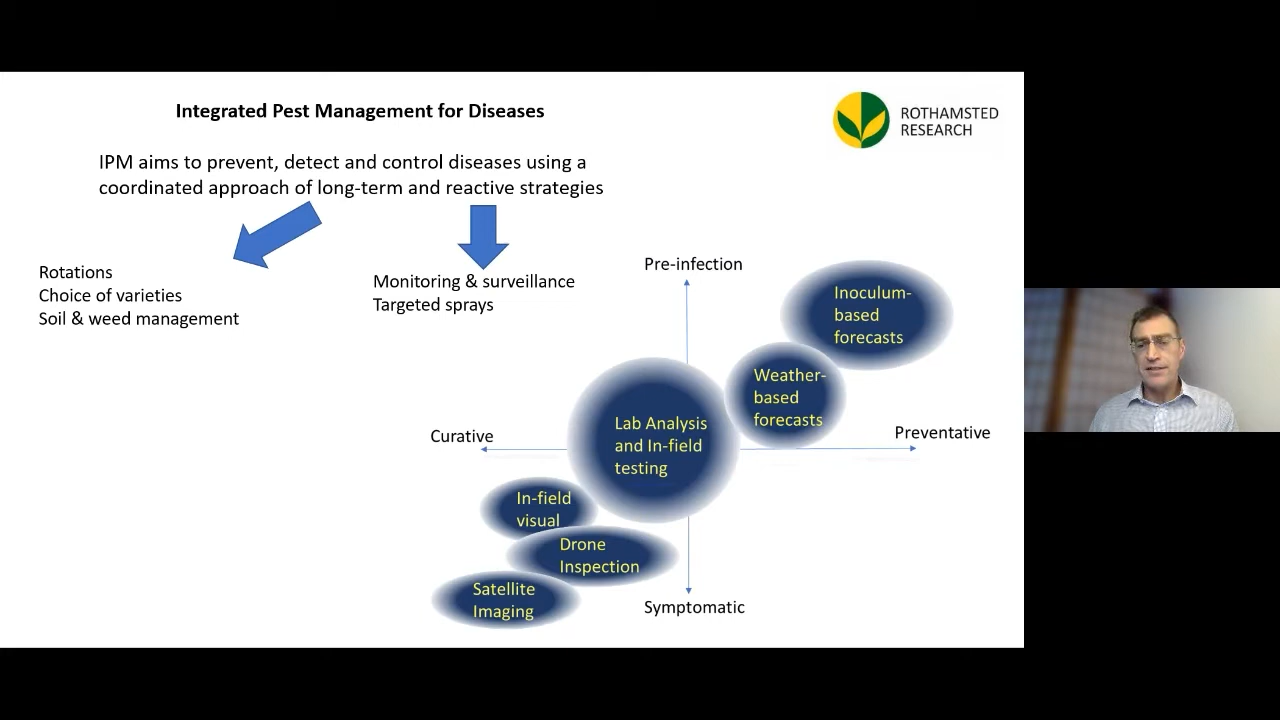 Integrated Pest Management for Diseases
ROTHAMSTED
RESEARCH
IPM aims to prevent, detect and control diseases using a
coordinated approach of long-term and reactive strategies
Rotations
Choice of varieties
Soil & weed management
Monitoring & surveillance
Targeted sprays
Pre-infection
Inoculum-
based
forecasts
Weather-
based
forecasts
Lab Analysis
and In-field
testing
Curative
Preventative
In-field
visual
Drone
Inspection
Satellite
Imaging
Symptomatic